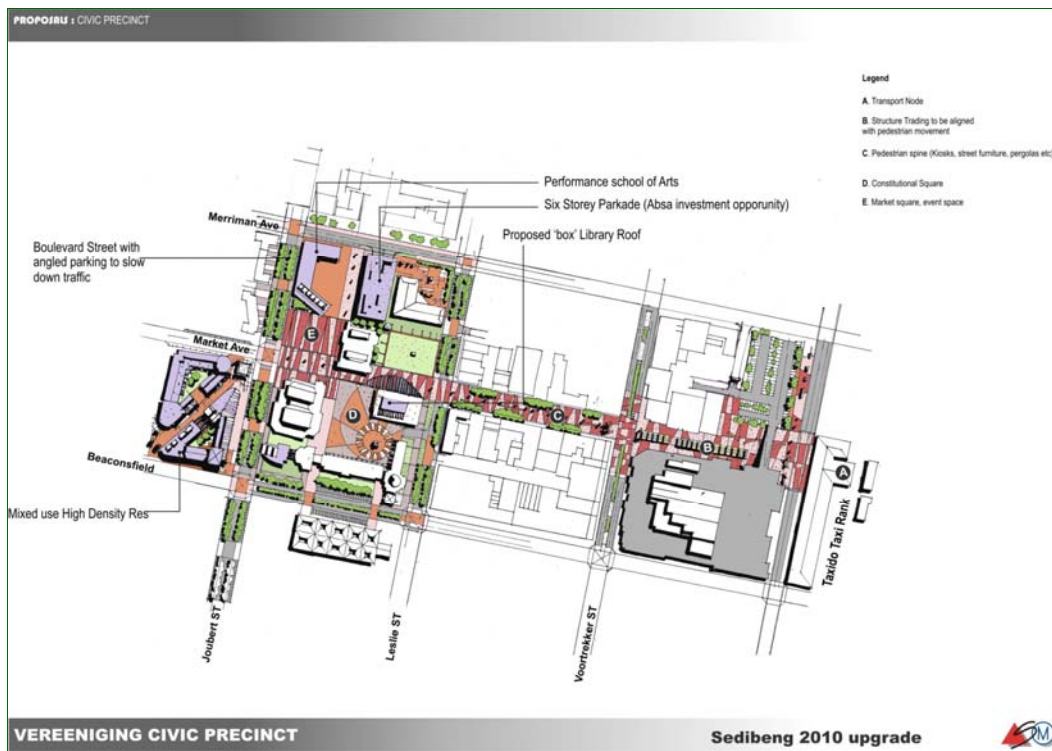 PROPOSALS : CIVIC PRECINCT
Legend
A. Transport Node
B. Structure Trading to be aligned
with pedestrian movement
C. Pedestrian spine (Kiosks, street furniture, pergolas etc)
D. Constitutional Square
E. Market square, event space
Performance school of Arts
Six Storey Parkade (Absa investment opporunity)
Merriman Ave
Proposed 'box' Library Roof
Boulevard Street with
angled parking to slow
down traffic
E
Market Ave
D
C
B
A
Beaconsfield
Mixed use High Density Res
Taxido Taxi Rank
Joubert ST
Leslie ST
Voortrekker ST
VEREENIGING CIVIC PRECINCT
Sedibeng 2010 upgrade